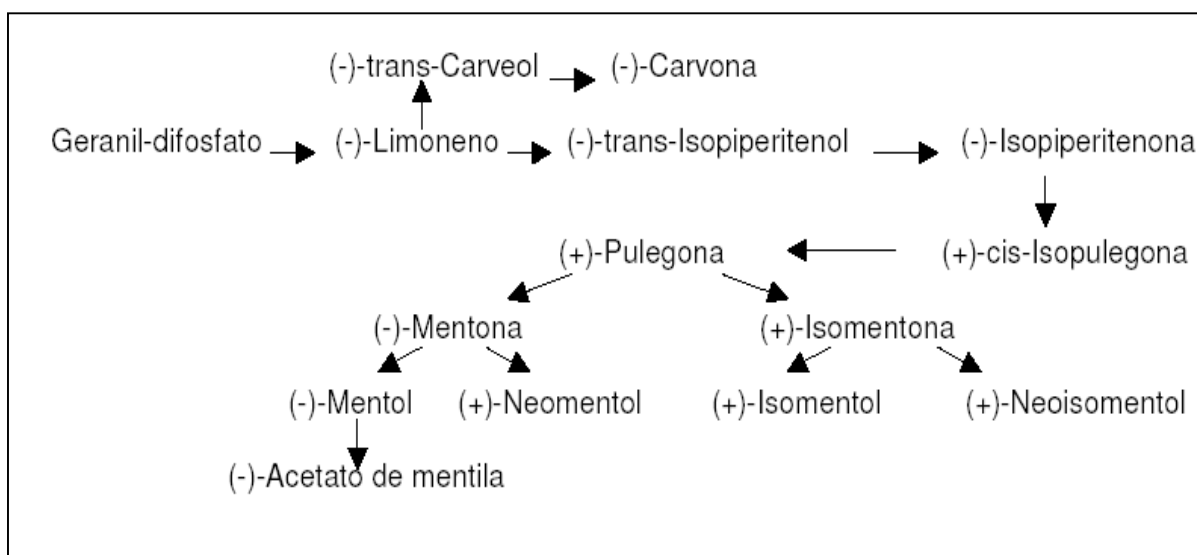 (-)-trans-Carveol (-)-Carvona
Geranil-difosfato (-)-Limoneno (-)-trans-Isopiperitenol (-)-Isopiperitenona
(+)-Pulegona (+)-cis-Isopulegona
(-)-Mentona (+)-Isomentona
(-)-Mentol (+)-Neomentol (+)-Isomentol (+)-Neoisomentol
(-)-Acetato de mentila